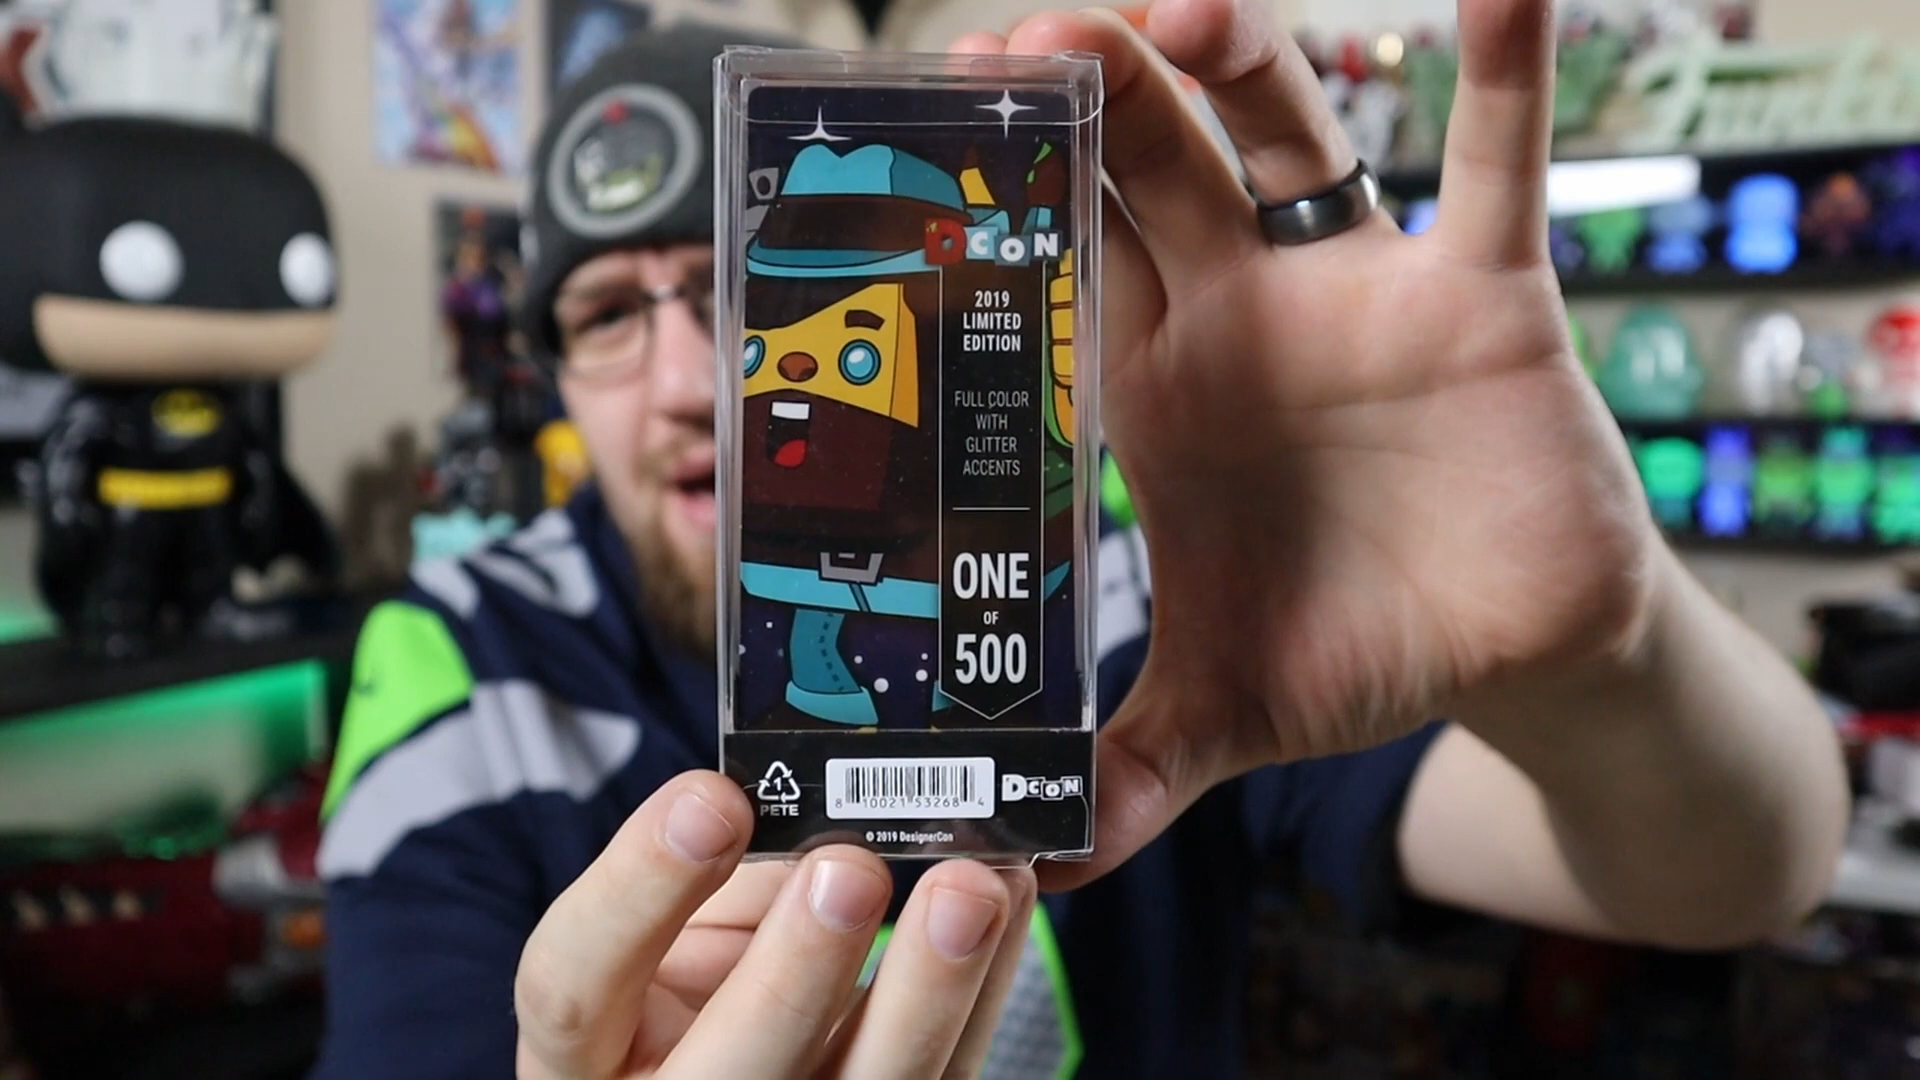 DCON
2019
LIMITED
EDITION
FULL COLOR
WITH
GLITTER
ACCENTS
ONE
OF
500
1
PETE
8 10021 53268 4
DCON
© 2019 DesignerCon
Funko